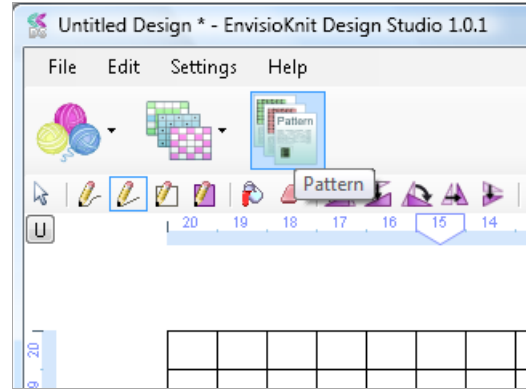 Untitled Design * - EnvisioKnit Design Studio 1.0.1
File Edit Settings Help
Pattern
Pattern
U
20 19 18 17 16 15 14
20